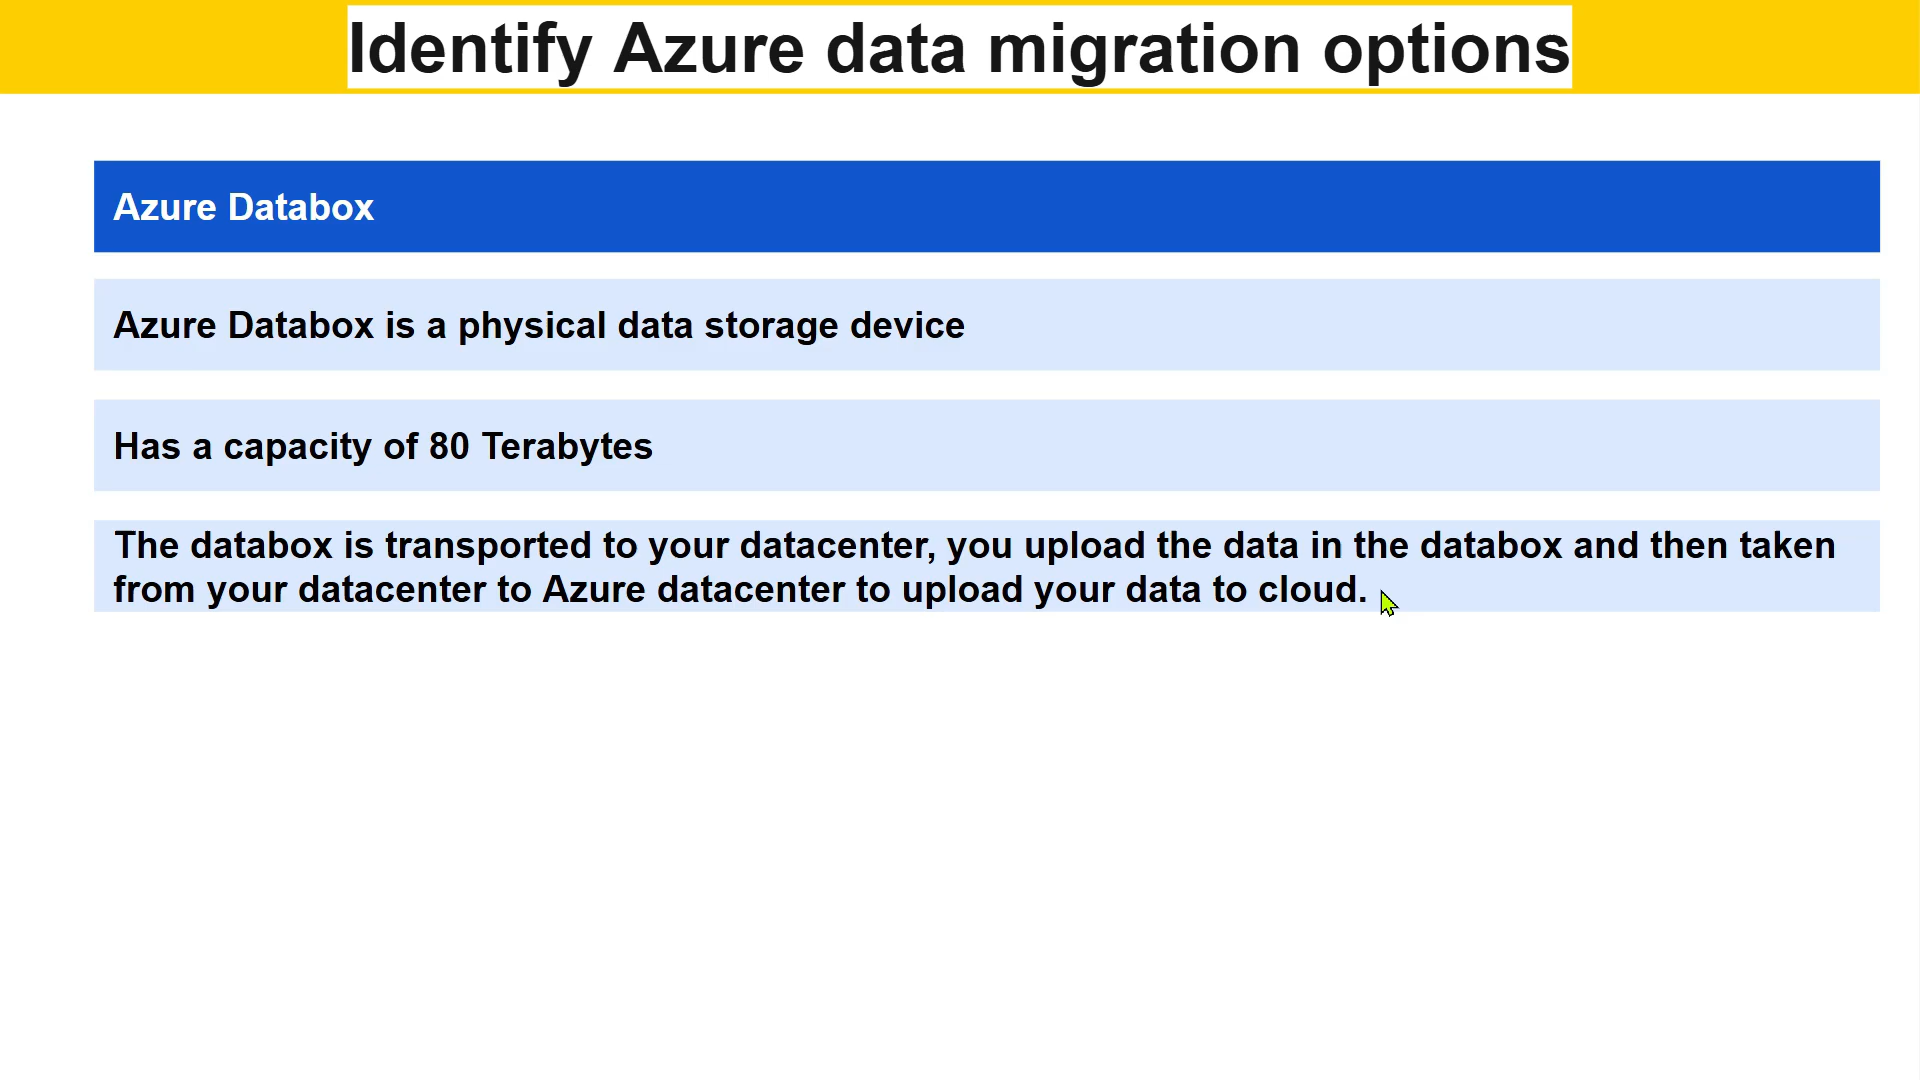 Identify Azure data migration options
Azure Databox
Azure Databox is a physical data storage device
Has a capacity of 80 Terabytes
The databox is transported to your datacenter, you upload the data in the databox and then taken
from your datacenter to Azure datacenter to upload your data to cloud.